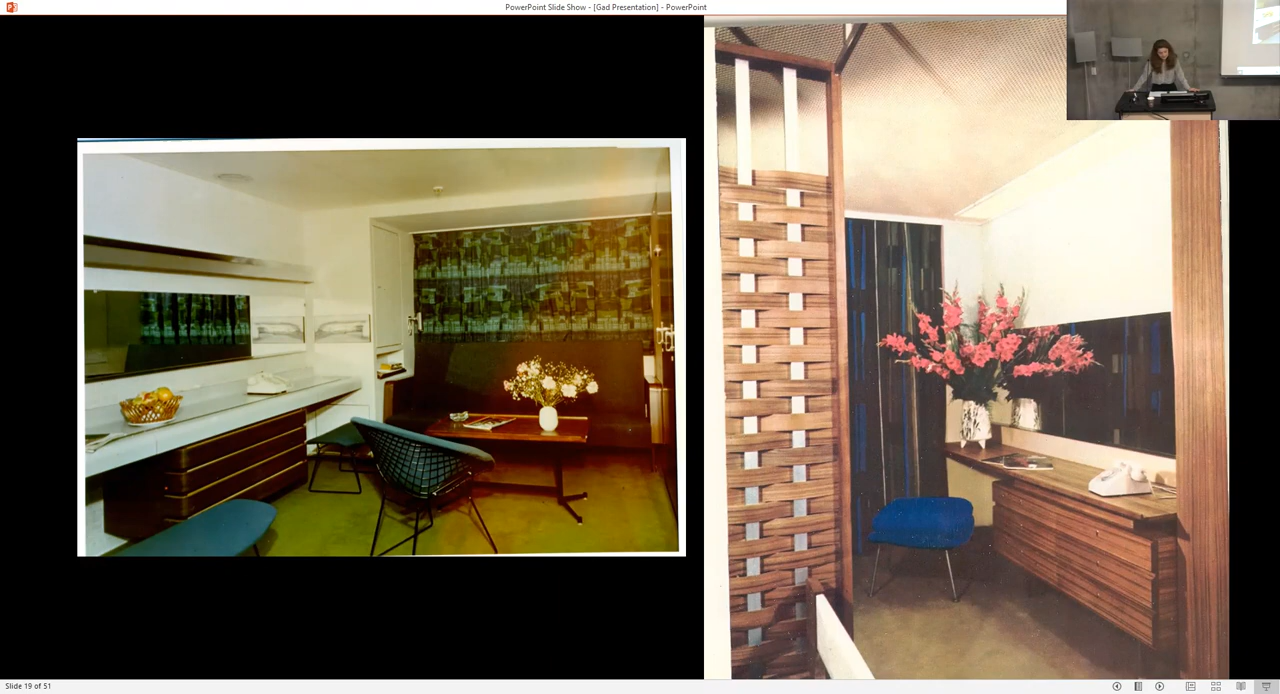 PowerPoint Slide Show - [Gad Presentation] - PowerPoint
Slide 19 of 51